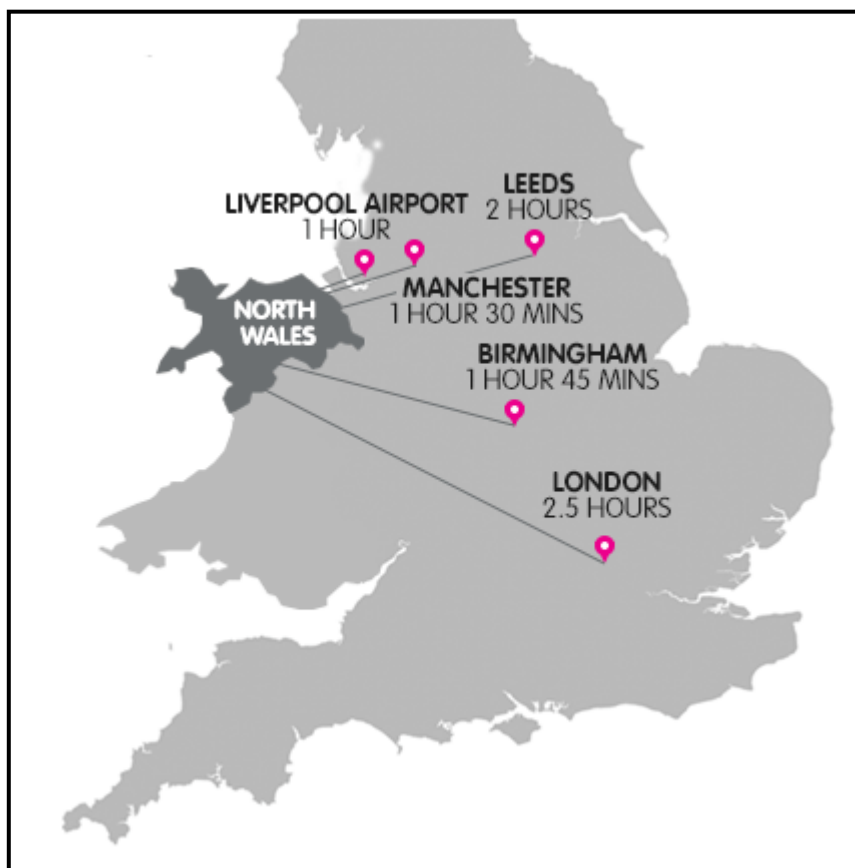 LEEDS
2 HOURS
LIVERPOOL AIRPORT
1 HOUR
MANCHESTER
1 HOUR 30 MINS
NORTH
WALES
BIRMINGHAM
1 HOUR 45 MINS
LONDON
2.5 HOURS